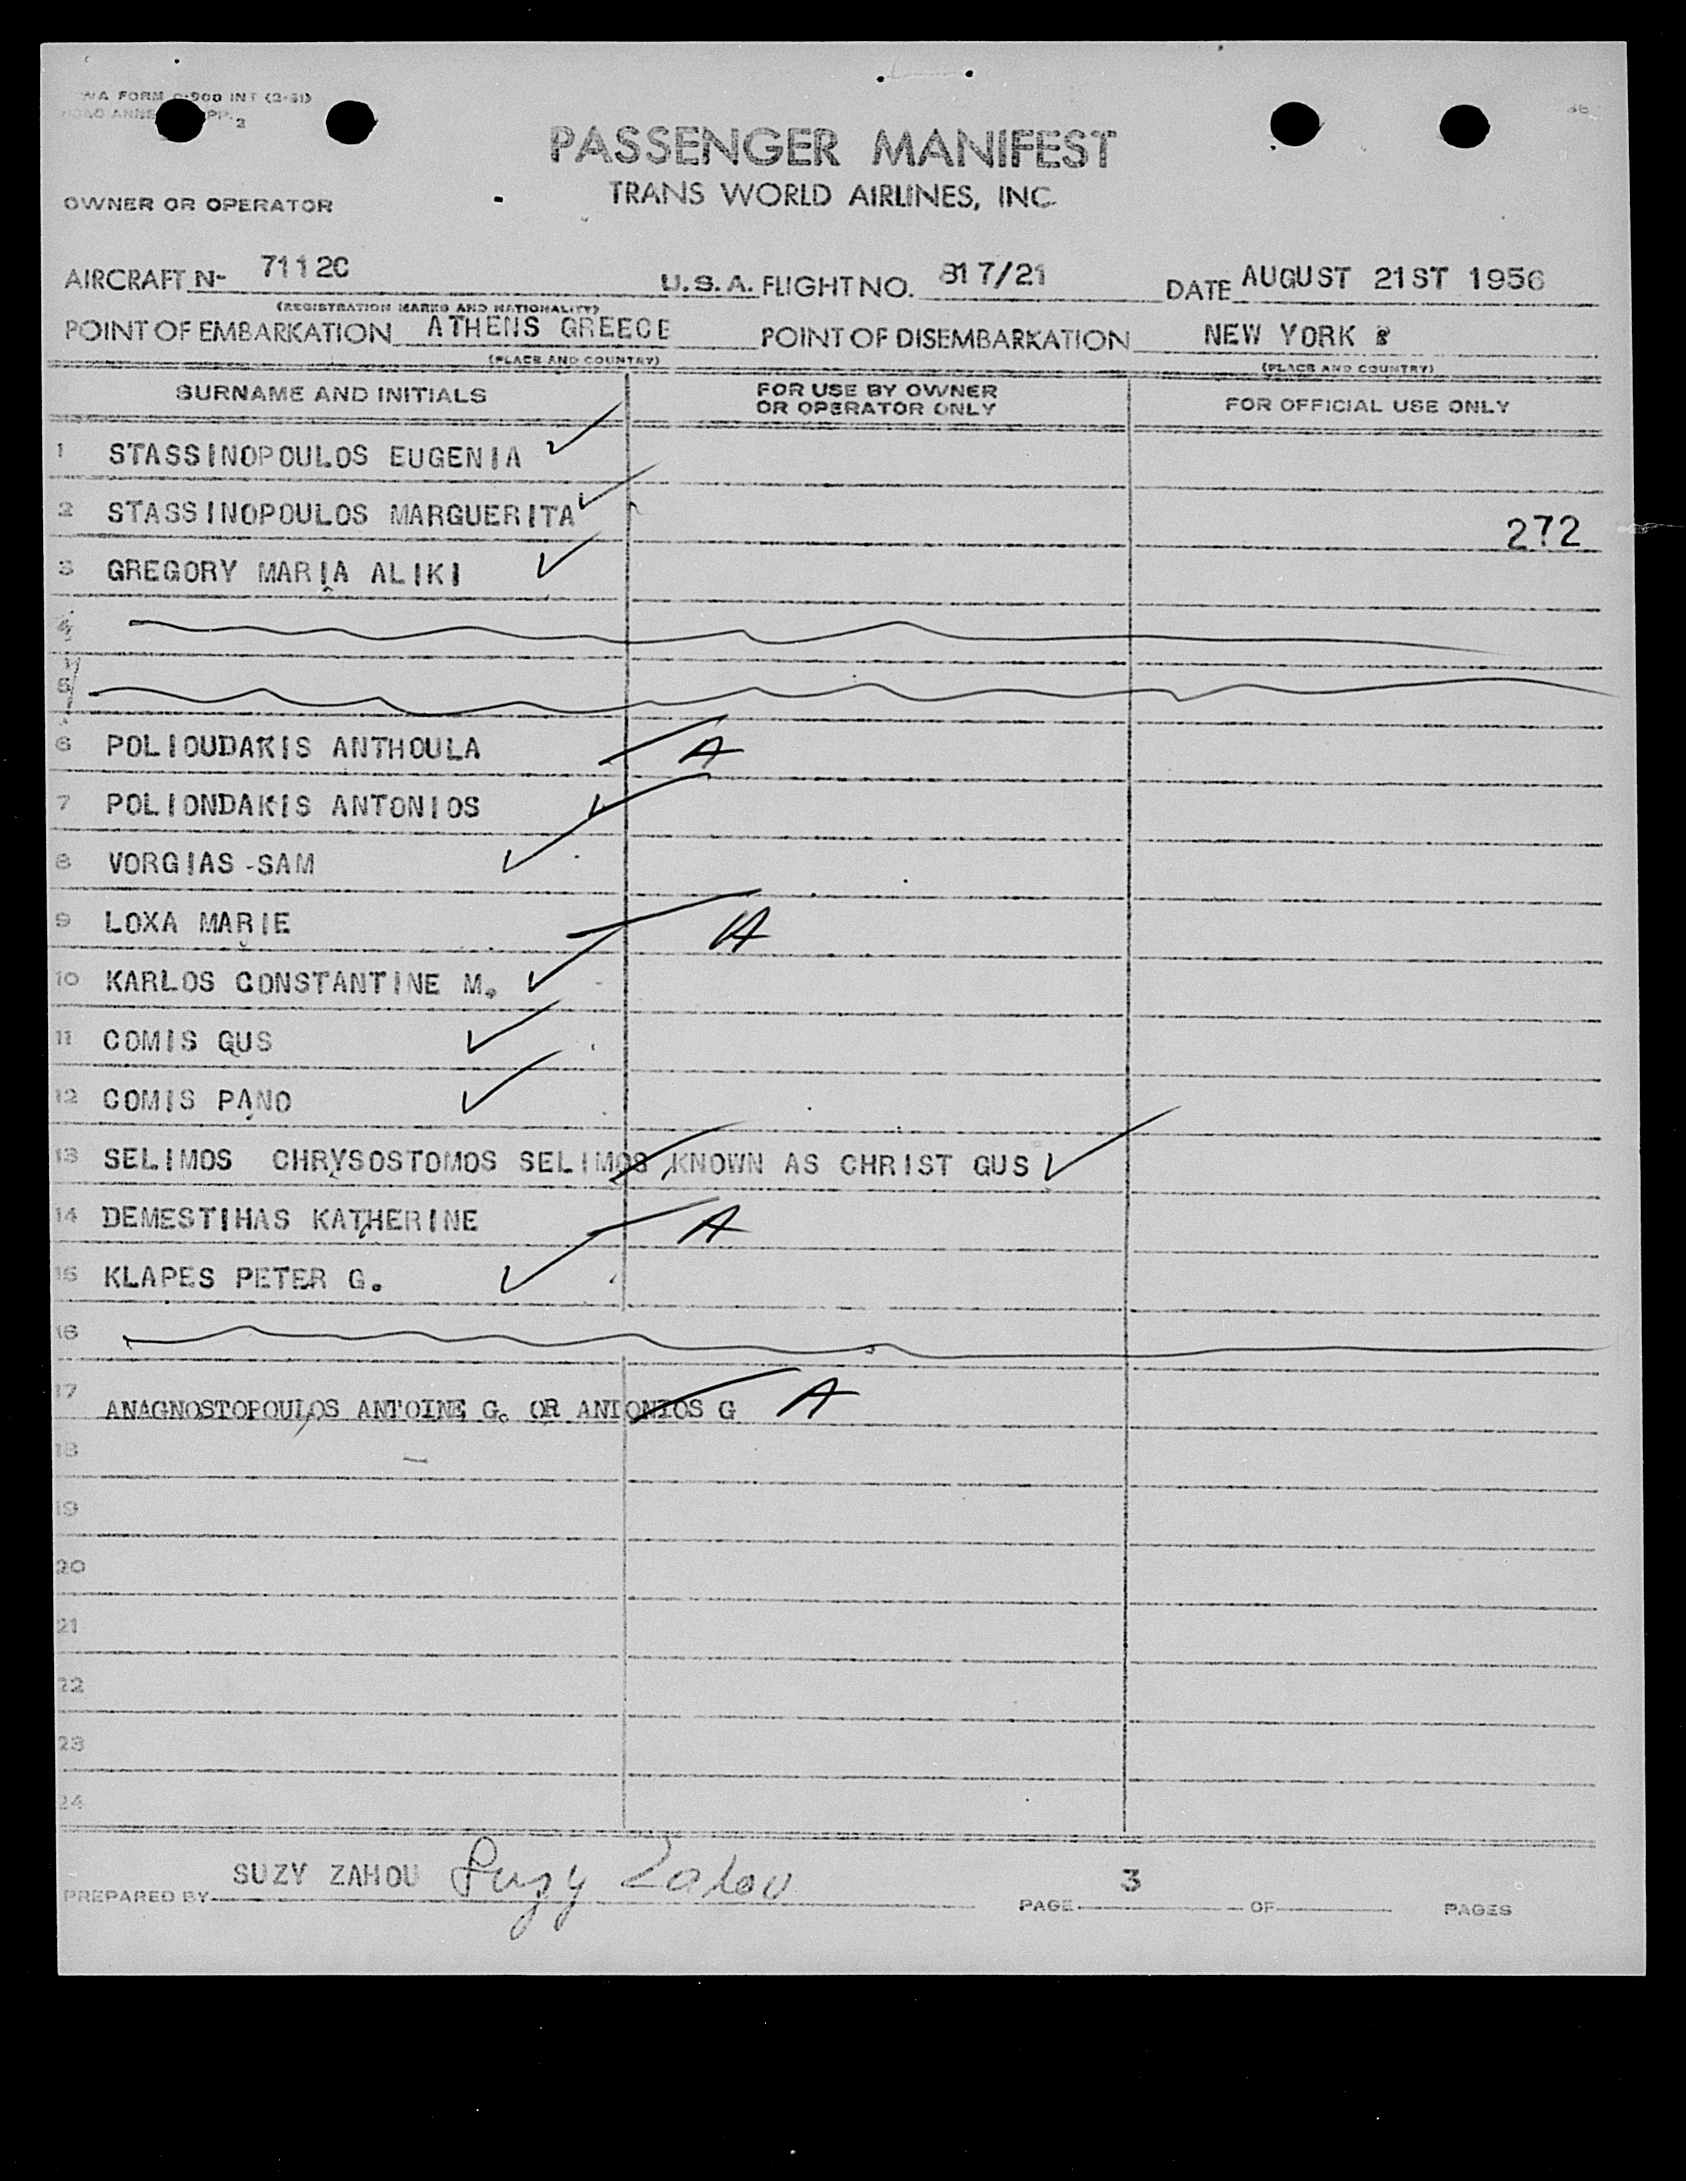 WA FORM INT (2-51)
2
PASSENGER MANIFEST
TRANS WORLD AIRLINES, INC.
OWNER OR OPERATOR
AIRCRAFT N- 7112C U.S.A. FLIGHT NO. 817/21 DATE AUGUST 21ST 1956
(REGISTRATION MARKS AND NATIONALITY)
POINT OF EMBARKATION ATHENS GREECE POINT OF DISEMBARKATION NEW YORK
(PLACE AND COUNTRY) (PLACE AND COUNTRY)
SURNAME AND INITIALS FOR USE BY OWNER OR OPERATOR ONLY FOR OFFICIAL USE ONLY
1 STASSINOPOULOS EUGENIA ✓
2 STASSINOPOULOS MARGUERITA ✓ 272
3 GREGORY MARIA ALIKI ✓
4
5
6 POLIOUDAKIS ANTHOULA A
7 POLIONDAKIS ANTONIOS ✓
8 VORGIAS-SAM ✓
9 LOXA MARIE A
10 KARLOS CONSTANTINE M. ✓
11 COMIS GUS ✓
12 COMIS PANO ✓
13 SELIMOS CHRYSOSTOMOS SELIMOS KNOWN AS CHRIST GUS ✓
14 DEMESTIHAS KATHERINE A
15 KLAPES PETER G. ✓
16
17 ANAGNOSTOPOULOS ANTOINE G. OR ANTONIOS G A
18
19
20
21
22
23
24
PREPARED BY SUZY ZAHOU Suzy Zahou PAGE 3 OF PAGES